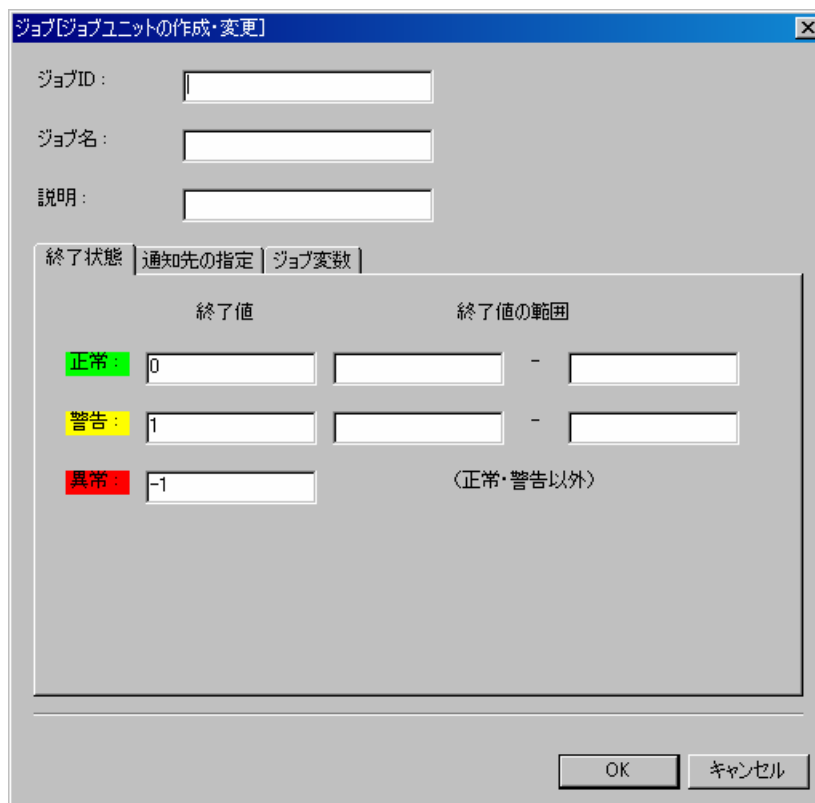 ジョブ[ジョブユニットの作成・変更]
ジョブID：
ジョブ名：
説明：
終了状態 通知先の指定 ジョブ変数
終了値 終了値の範囲
正常： 0 -
警告： 1 -
異常： -1 （正常・警告以外）
OK キャンセル